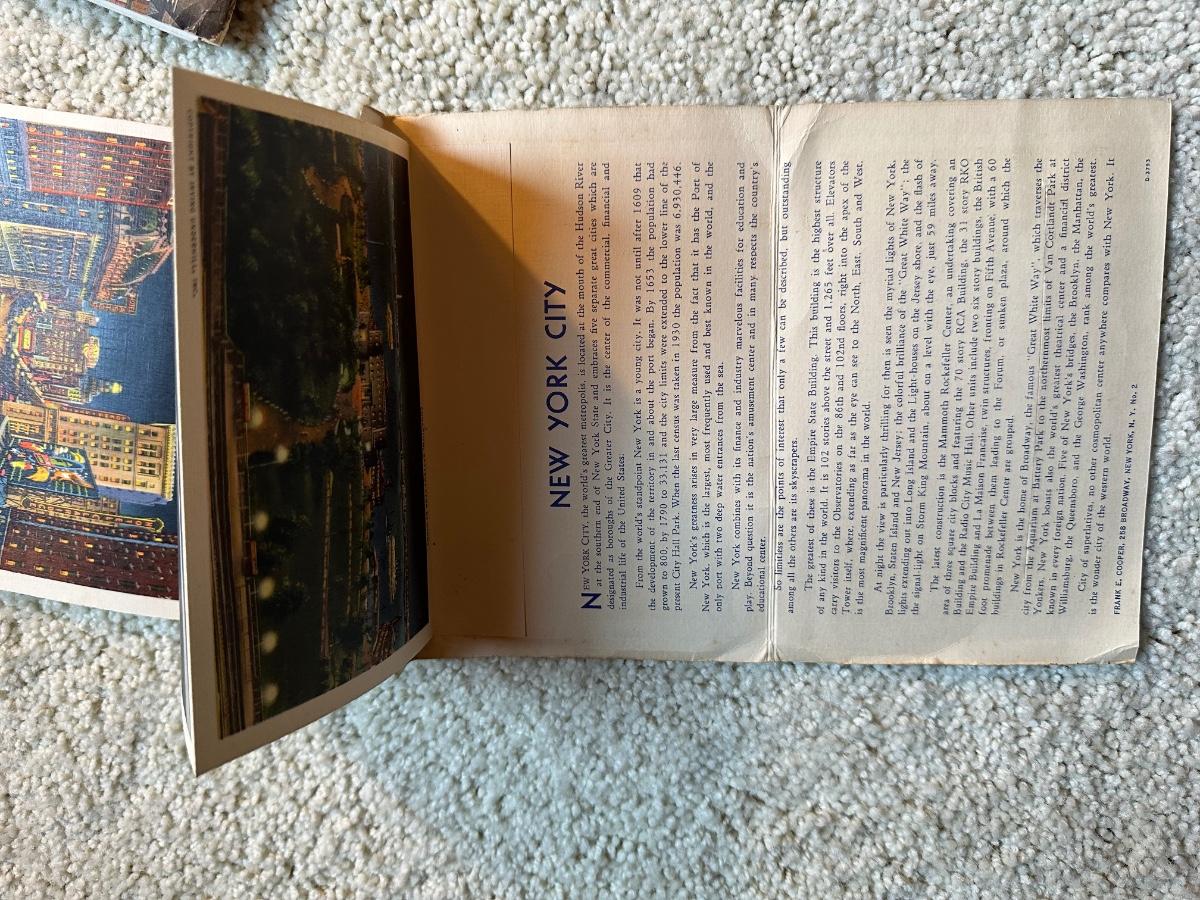 COPYRIGHT BY IRVING UNDERHILL, INC.
NEW YORK CITY
NEW YORK CITY, the world's greatest metropolis, is located at the mouth of the Hudson River
at the southern end of New York State and embraces five separate great cities which are
designated as boroughs of the Greater City. It is the center of the commercial, financial and
industrial life of the United States.
From the world's standpoint New York is a young city. It was not until after 1609 that
the development of the territory in and about the port began. By 1653 the population had
grown to 800, by 1790 to 33,131 and the city limits were extended to the lower line of the
present City Hall Park. When the last census was taken in 1930 the population was 6,930,446.
New York's greatness arises in very large measure from the fact that it has the Port of
New York, which is the largest, most frequently used and best known in the world, and the
only port with two deep water entrances from the sea.
New York combines with its finance and industry marvelous facilities for education and
play. Beyond question it is the nation's amusement center and in many respects the country's
educational center.
So limitless are the points of interest that only a few can be described, but outstanding
among all the others are its skyscrapers.
The greatest of these is the Empire State Building. This building is the highest structure
of any kind in the world. It is 102 stories above the street and 1,265 feet over all. Elevators
carry visitors to the Observatories on the 86th and 102nd floors, right into the apex of the
Tower itself, where, extending as far as the eye can see to the North, East, South and West,
is the most magnificent panorama in the world.
At night the view is particularly thrilling for then is seen the myriad lights of New York,
Brooklyn, Staten Island and New Jersey; the colorful brilliance of the "Great White Way"; the
lights extending out into Long Island and the Light-houses on the Jersey shore, and the flash of
the signal light on Storm King Mountain, about on a level with the eye, just 59 miles away.
The latest construction is the Mammoth Rockefeller Center, an undertaking covering an
area of three square city blocks and featuring the 70 story RCA Building, the 31 story RKO
Building and the Radio City Music Hall. Other units include two six story buildings, the British
Empire Building and La Maison Francaise, twin structures, fronting on Fifth Avenue, with a 60
foot promenade between them leading to the Forum, or sunken plaza, around which the
buildings in Rockefeller Center are grouped.
New York is the home of Broadway, the famous "Great White Way", which traverses the
city from the Aquarium at Battery Park to the northernmost limits of Van Cortlandt Park at
Yonkers. New York boasts also the world's greatest theatrical center and a financial district
known in every foreign nation. Five of New York's bridges, the Brooklyn, the Manhattan, the
Williamsburg, the Queensboro, and the George Washington, rank among the world's greatest.
City of superlatives, no other cosmopolitan center anywhere compares with New York. It
is the wonder city of the western world.
FRANK E. COOPER, 258 BROADWAY, NEW YORK, N. Y. No. 2